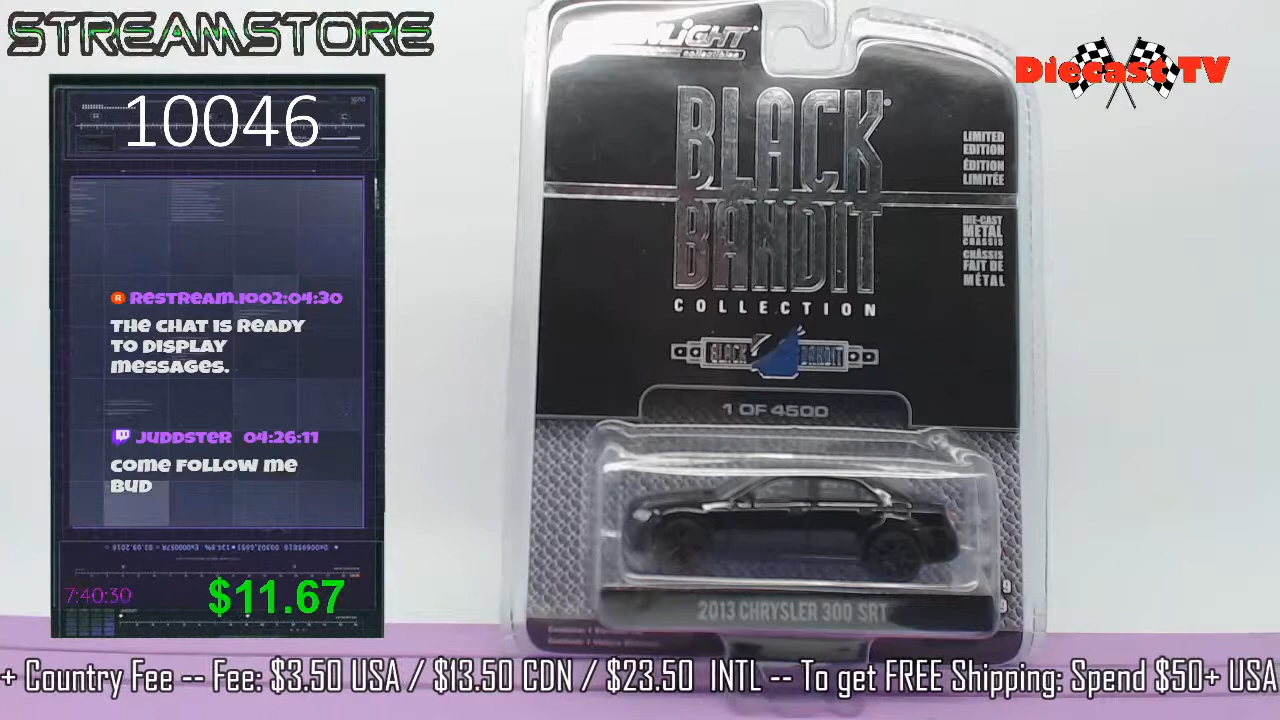 STREAMSTORE
10046
Restream.io 02:04:30
The chat is ready
to display
messages.
Juddster 04:26:11
come follow me
bud
7:40:30
$11.67
collectibles
BLACK
BANDIT
COLLECTION
BLACK BANDIT
1 OF 4500
LIMITED
EDITION
ÉDITION
LIMITÉE
DIE-CAST
METAL
CHASSIS
CHÂSSIS
FAIT DE
MÉTAL
2013 CHRYSLER 300 SRT
Diecast TV
+ Country Fee -- Fee: $3.50 USA / $13.50 CDN / $23.50 INTL -- To get FREE Shipping: Spend $50+ USA